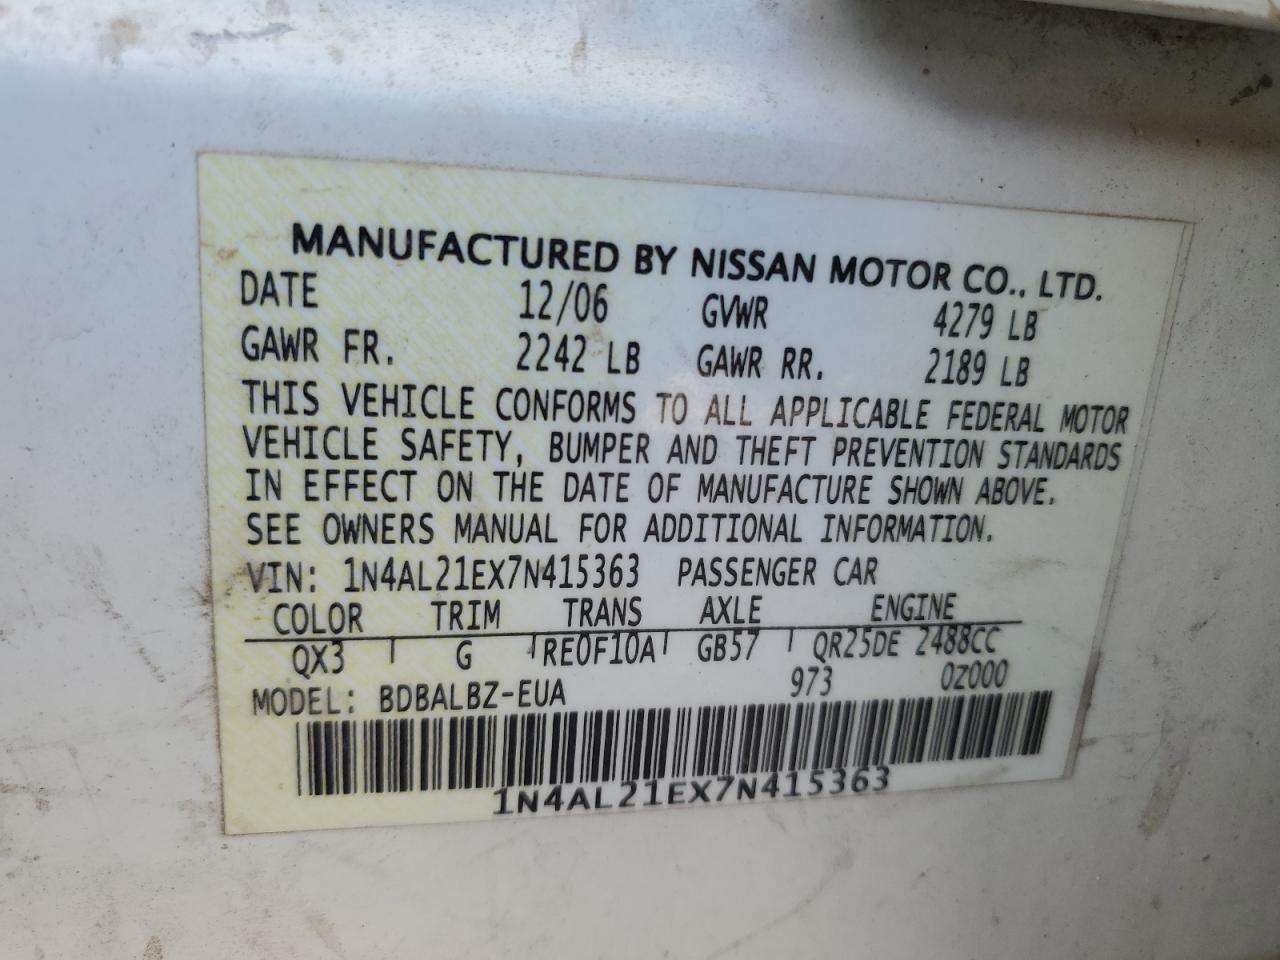 MANUFACTURED BY NISSAN MOTOR CO., LTD.
DATE 12/06 GVWR 4279 LB
GAWR FR. 2242 LB GAWR RR. 2189 LB
THIS VEHICLE CONFORMS TO ALL APPLICABLE FEDERAL MOTOR
VEHICLE SAFETY, BUMPER AND THEFT PREVENTION STANDARDS
IN EFFECT ON THE DATE OF MANUFACTURE SHOWN ABOVE.
SEE OWNERS MANUAL FOR ADDITIONAL INFORMATION.
VIN: 1N4AL21EX7N415363 PASSENGER CAR
COLOR TRIM TRANS AXLE ENGINE
QX3 G RE0F10A GB57 QR25DE 2488CC
MODEL: BDBALBZ-EUA 973 0Z000
1N4AL21EX7N415363